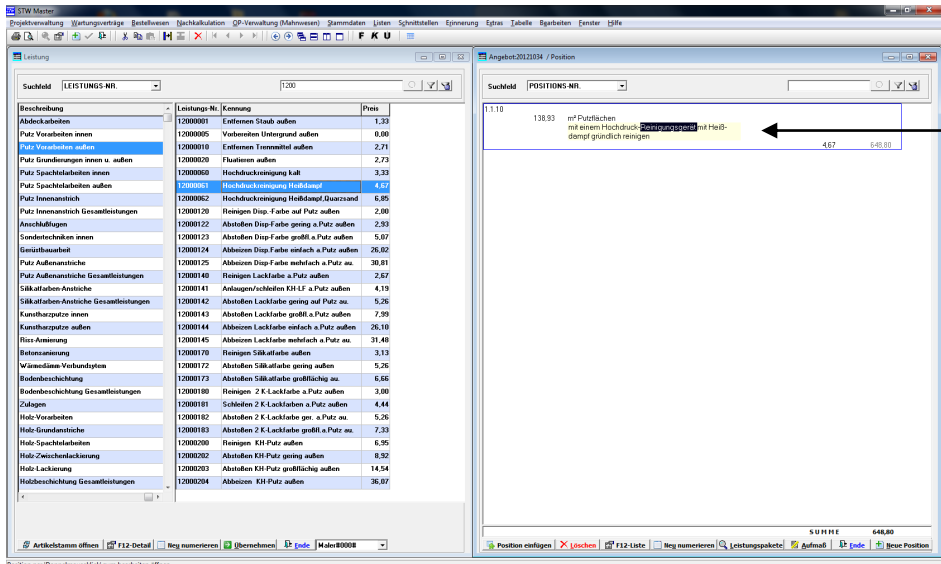 STW Master
Projektverwaltung Wartungsverträge Bestellwesen Nachkalkulation OP-Verwaltung (Mahnwesen) Stammdaten Listen Schnittstellen Erinnerung Extras Tabelle Bearbeiten Fenster Hilfe
F K U
Leistung
Suchfeld LEISTUNGS-NR. 1200
Beschreibung Leistungs-Nr. Kennung Preis
Abdeckarbeiten 12000001 Entfernen Staub außen 1,33
Putz Vorarbeiten innen 12000005 Vorbereiten Untergrund außen 0,00
Putz Vorarbeiten außen 12000010 Entfernen Trennmittel außen 2,71
Putz Grundierungen innen u. außen 12000020 Fluatieren außen 2,73
Putz Spachtelarbeiten innen 12000060 Hochdruckreinigung kalt 3,33
Putz Spachtelarbeiten außen 12000061 Hochdruckreinigung Heißdampf 4,67
Putz Innenanstrich 12000062 Hochdruckreinigung Heißdampf,Quarzsand 6,85
Putz Innenanstrich Gesamtleistungen 12000120 Reinigen Disp.-Farbe auf Putz außen 2,00
Anschlußfugen 12000122 Abstoßen Disp-Farbe gering a.Putz außen 2,93
Sondertechniken innen 12000123 Abstoßen Disp-Farbe großfl.a.Putz außen 5,07
Gerüstbauarbeit 12000124 Abbeizen Disp.Farbe einfach a.Putz außen 26,02
Putz Außenanstriche 12000125 Abbeizen Disp-Farbe mehrfach a.Putz au. 30,81
Putz Außenanstriche Gesamtleistungen 12000140 Reinigen Lackfarbe a.Putz außen 2,67
Silikatfarben-Anstriche 12000141 Anlaugen/schleifen KH-LF a.Putz außen 4,19
Silikatfarben-Anstriche Gesamtleistungen 12000142 Abstoßen Lackfarbe gering auf Putz au. 5,26
Kunstharzputze innen 12000143 Abstoßen Lackfarbe großfl.a.Putz außen 7,99
Kunstharzputze außen 12000144 Abbeizen Lackfarbe einfach a.Putz außen 26,10
Riss-Armierung 12000145 Abbeizen Lackfarbe mehrfach a.Putz au. 31,48
Betonsanierung 12000170 Reinigen Silikatfarbe außen 3,13
Wärmedämm-Verbundsytem 12000172 Abstoßen Silikatfarbe gering außen 5,26
Bodenbeschichtung 12000173 Abstoßen Silikatfarbe großflächig au. 6,66
Bodenbeschichtung Gesamtleistungen 12000180 Reinigen 2 K-Lackfarbe a.Putz außen 3,00
Zulagen 12000181 Schleifen 2 K-Lackfarben a.Putz außen 4,44
Holz-Vorarbeiten 12000182 Abstoßen 2 K-Lackfarbe ger. a.Putz au. 5,26
Holz-Grundanstriche 12000183 Abstoßen 2 K-Lackfarbe großfl.a.Putz au. 7,33
Holz-Spachtelarbeiten 12000200 Reinigen KH-Putz außen 6,95
Holz-Zwischenlackierung 12000202 Abstoßen KH-Putz gering außen 8,92
Holz-Lackierung 12000203 Abstoßen KH-Putz großflächig außen 14,54
Holzbeschichtung Gesamtleistungen 12000204 Abbeizen KH-Putz außen 36,07
Artikelstamm öffnen F12-Detail Neu numerieren Übernehmen Ende Maler#000#
Angebot:20121034 / Position
Suchfeld POSITIONS-NR.
1.1.10
138,93 m² Putzflächen
mit einem Hochdruck-Reinigungsgerät mit Heiß-
dampf gründlich reinigen
4,67 648,80
SUMME 648,80
Position einfügen Löschen F12-Liste Neu numerieren Leistungspakete Aufmaß Ende Neue Position